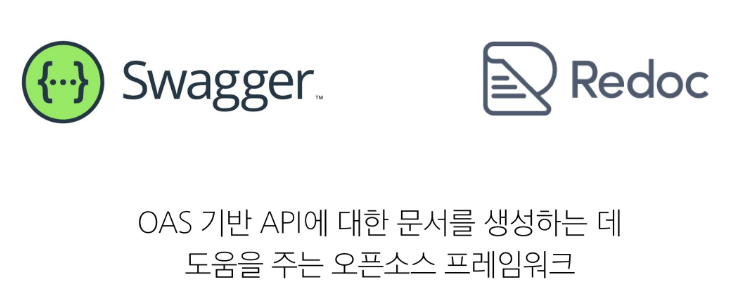 {···} Swagger™
Redoc
OAS 기반 API에 대한 문서를 생성하는 데
도움을 주는 오픈소스 프레임워크